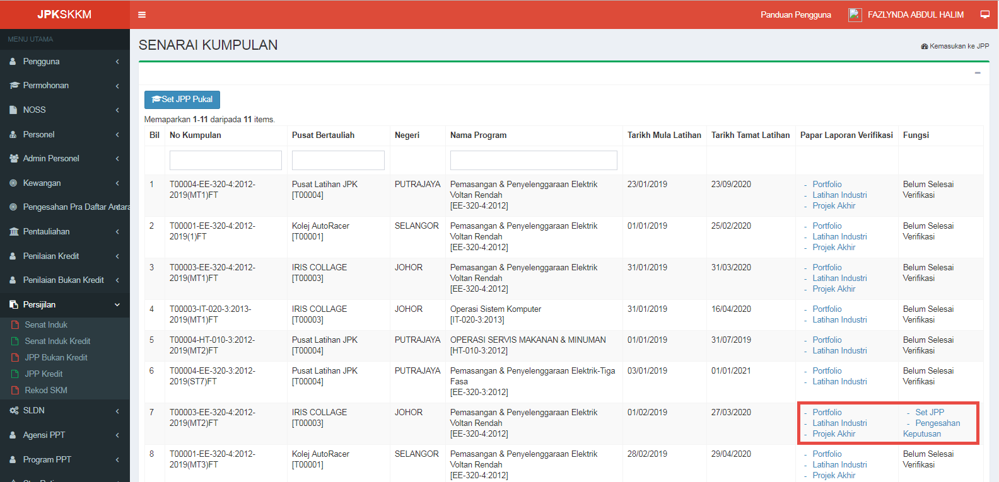 JPKSKKM
Panduan Pengguna
FAZLYNDA ABDUL HALIM
MENU UTAMA
Pengguna
Permohonan
NOSS
Personel
Admin Personel
Kewangan
Pengesahan Pra Daftar Antara
Pentauliahan
Penilaian Kredit
Penilaian Bukan Kredit
Persijilan
Senat Induk
Senat Induk Kredit
JPP Bukan Kredit
JPP Kredit
Rekod SKM
SLDN
Agensi PPT
Program PPT
SENARAI KUMPULAN
Kemasukan ke JPP
Set JPP Pukal
Memaparkan 1-11 daripada 11 items.
Bil No Kumpulan Pusat Bertauliah Negeri Nama Program Tarikh Mula Latihan Tarikh Tamat Latihan Papar Laporan Verifikasi Fungsi
1 T00004-EE-320-4:2012- Pusat Latihan JPK PUTRAJAYA Pemasangan & Penyelenggaraan Elektrik 23/01/2019 23/09/2020 - Portfolio Belum Selesai
2019(MT1)FT [T00004] Voltan Rendah - Latihan Industri Verifikasi
[EE-320-4:2012] - Projek Akhir
2 T00001-EE-320-4:2012- Kolej AutoRacer SELANGOR Pemasangan & Penyelenggaraan Elektrik 01/01/2019 25/02/2020 - Portfolio Belum Selesai
2019(1)FT [T00001] Voltan Rendah - Latihan Industri Verifikasi
[EE-320-4:2012] - Projek Akhir
3 T00003-EE-320-4:2012- IRIS COLLAGE JOHOR Pemasangan & Penyelenggaraan Elektrik 31/01/2019 31/03/2020 - Portfolio Belum Selesai
2019(MT1)FT [T00003] Voltan Rendah - Latihan Industri Verifikasi
[EE-320-4:2012] - Projek Akhir
4 T00003-IT-020-3:2013- IRIS COLLAGE JOHOR Operasi Sistem Komputer 31/01/2019 16/04/2020 - Portfolio Belum Selesai
2019(MT1)FT [T00003] [IT-020-3:2013] - Latihan Industri Verifikasi
5 T00004-HT-010-3:2012- Pusat Latihan JPK PUTRAJAYA OPERASI SERVIS MAKANAN & MINUMAN 01/01/2019 31/07/2019 - Portfolio Belum Selesai
2019(MT2)FT [T00004] [HT-010-3:2012] - Latihan Industri Verifikasi
6 T00004-EE-320-3:2012- Pusat Latihan JPK PUTRAJAYA Pemasangan & Penyelenggaraan Elektrik-Tiga 03/01/2019 01/01/2021 - Portfolio Belum Selesai
2019(ST7)FT [T00004] Fasa - Latihan Industri Verifikasi
[EE-320-3:2012]
7 T00003-EE-320-4:2012- IRIS COLLAGE JOHOR Pemasangan & Penyelenggaraan Elektrik 01/02/2019 27/03/2020 - Portfolio - Set JPP
2019(MT2)FT [T00003] Voltan Rendah - Latihan Industri - Pengesahan
[EE-320-4:2012] - Projek Akhir Keputusan
8 T00001-EE-320-4:2012- Kolej AutoRacer SELANGOR Pemasangan & Penyelenggaraan Elektrik 28/02/2019 29/04/2020 - Portfolio Belum Selesai
2019(MT3)FT [T00001] Voltan Rendah - Latihan Industri Verifikasi
[EE-320-4:2012] - Projek Akhir